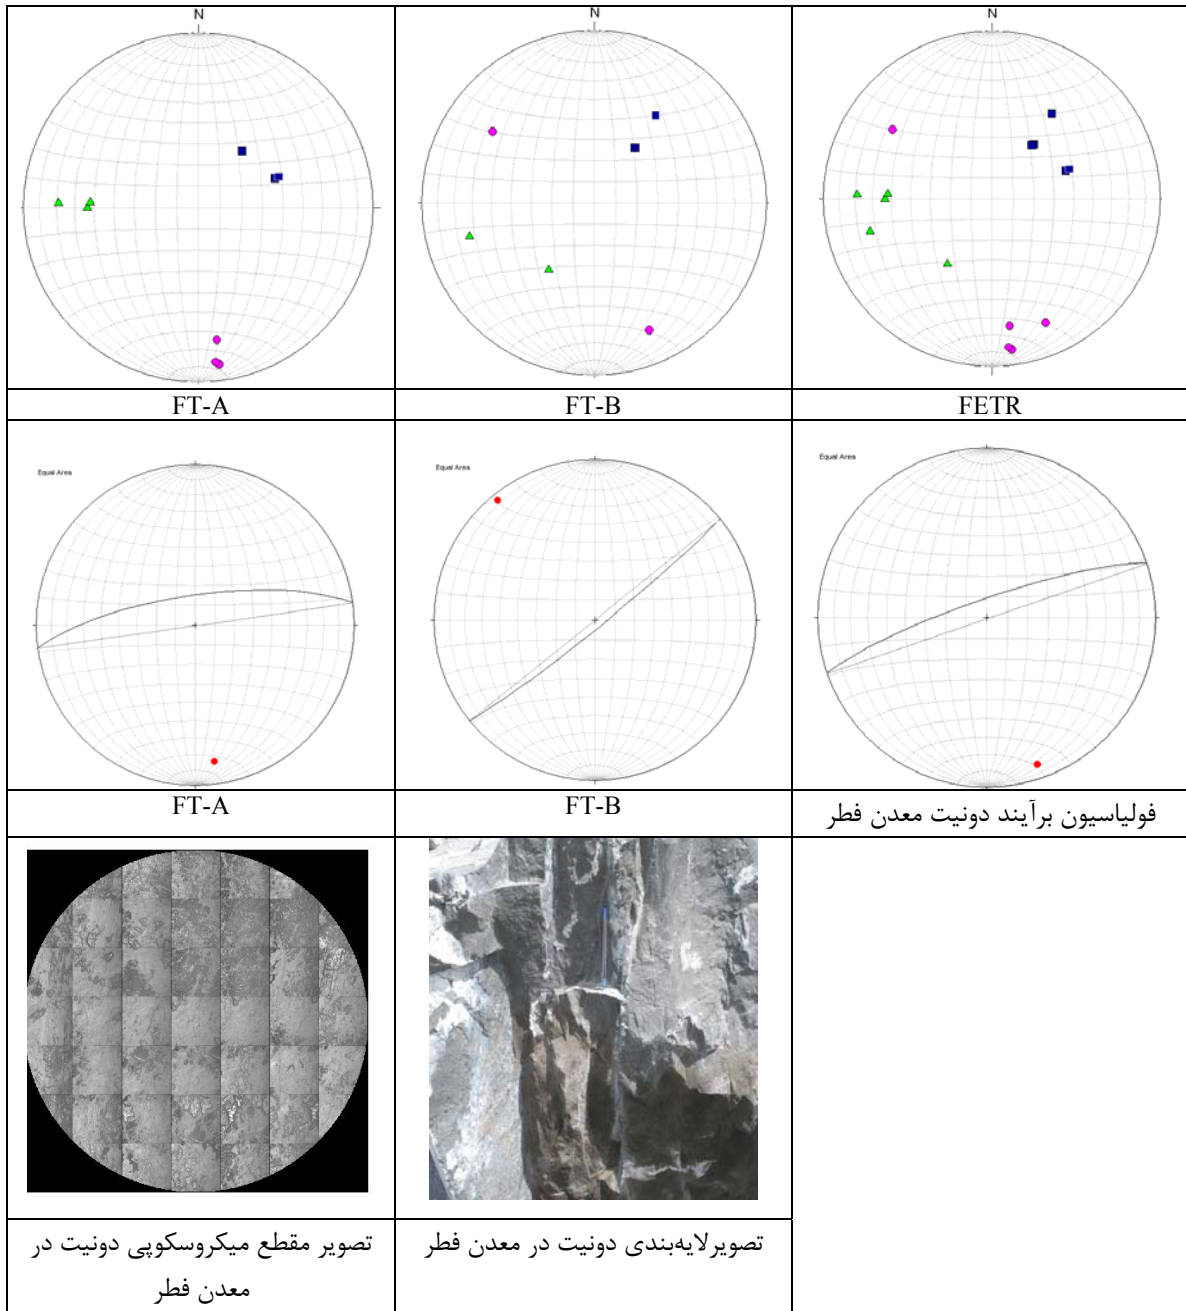 N
N
N
FT-A
FT-B
FETR
Equal Area
Equal Area
Equal Area
FT-A
FT-B
فولیاسیون برآیند دونیت معدن فطر
تصویر مقطع میکروسکوپی دونیت در
معدن فطر
تصویرلایه‌بندی دونیت در معدن فطر